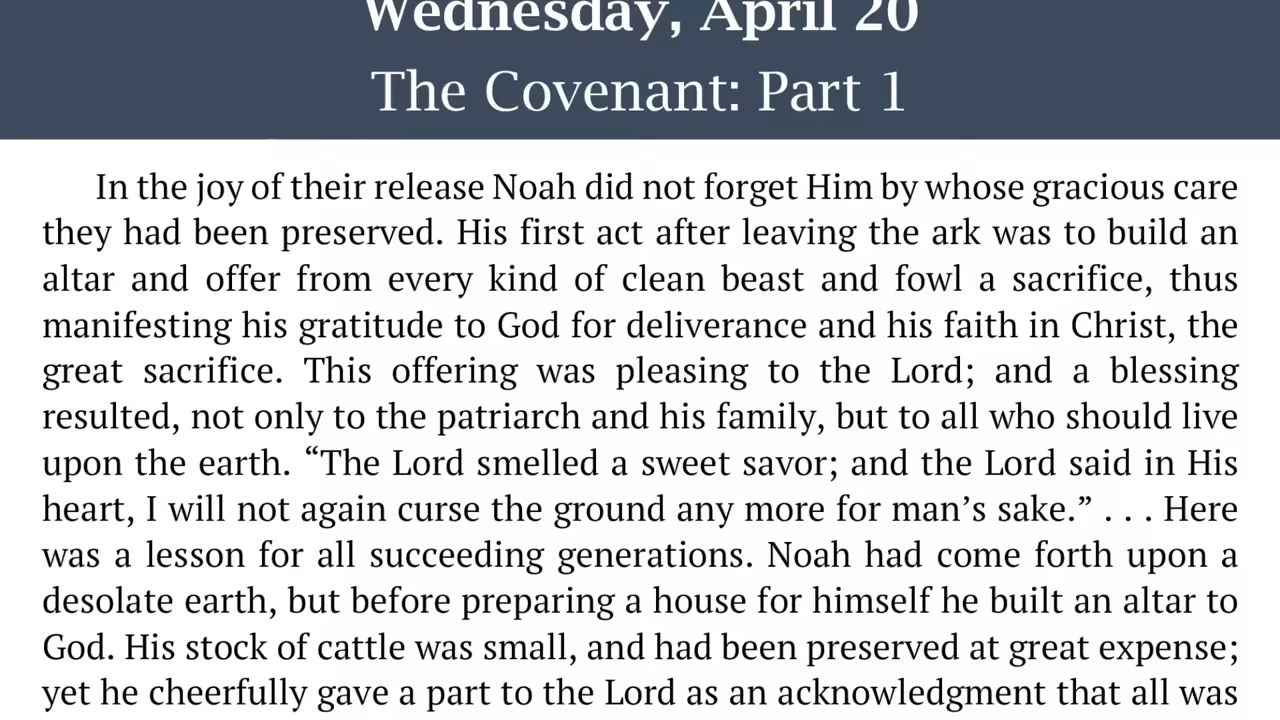 Wednesday, April 20
The Covenant: Part 1
In the joy of their release Noah did not forget Him by whose gracious care
they had been preserved. His first act after leaving the ark was to build an
altar and offer from every kind of clean beast and fowl a sacrifice, thus
manifesting his gratitude to God for deliverance and his faith in Christ, the
great sacrifice. This offering was pleasing to the Lord; and a blessing
resulted, not only to the patriarch and his family, but to all who should live
upon the earth. “The Lord smelled a sweet savor; and the Lord said in His
heart, I will not again curse the ground any more for man’s sake.” . . . Here
was a lesson for all succeeding generations. Noah had come forth upon a
desolate earth, but before preparing a house for himself he built an altar to
God. His stock of cattle was small, and had been preserved at great expense;
yet he cheerfully gave a part to the Lord as an acknowledgment that all was